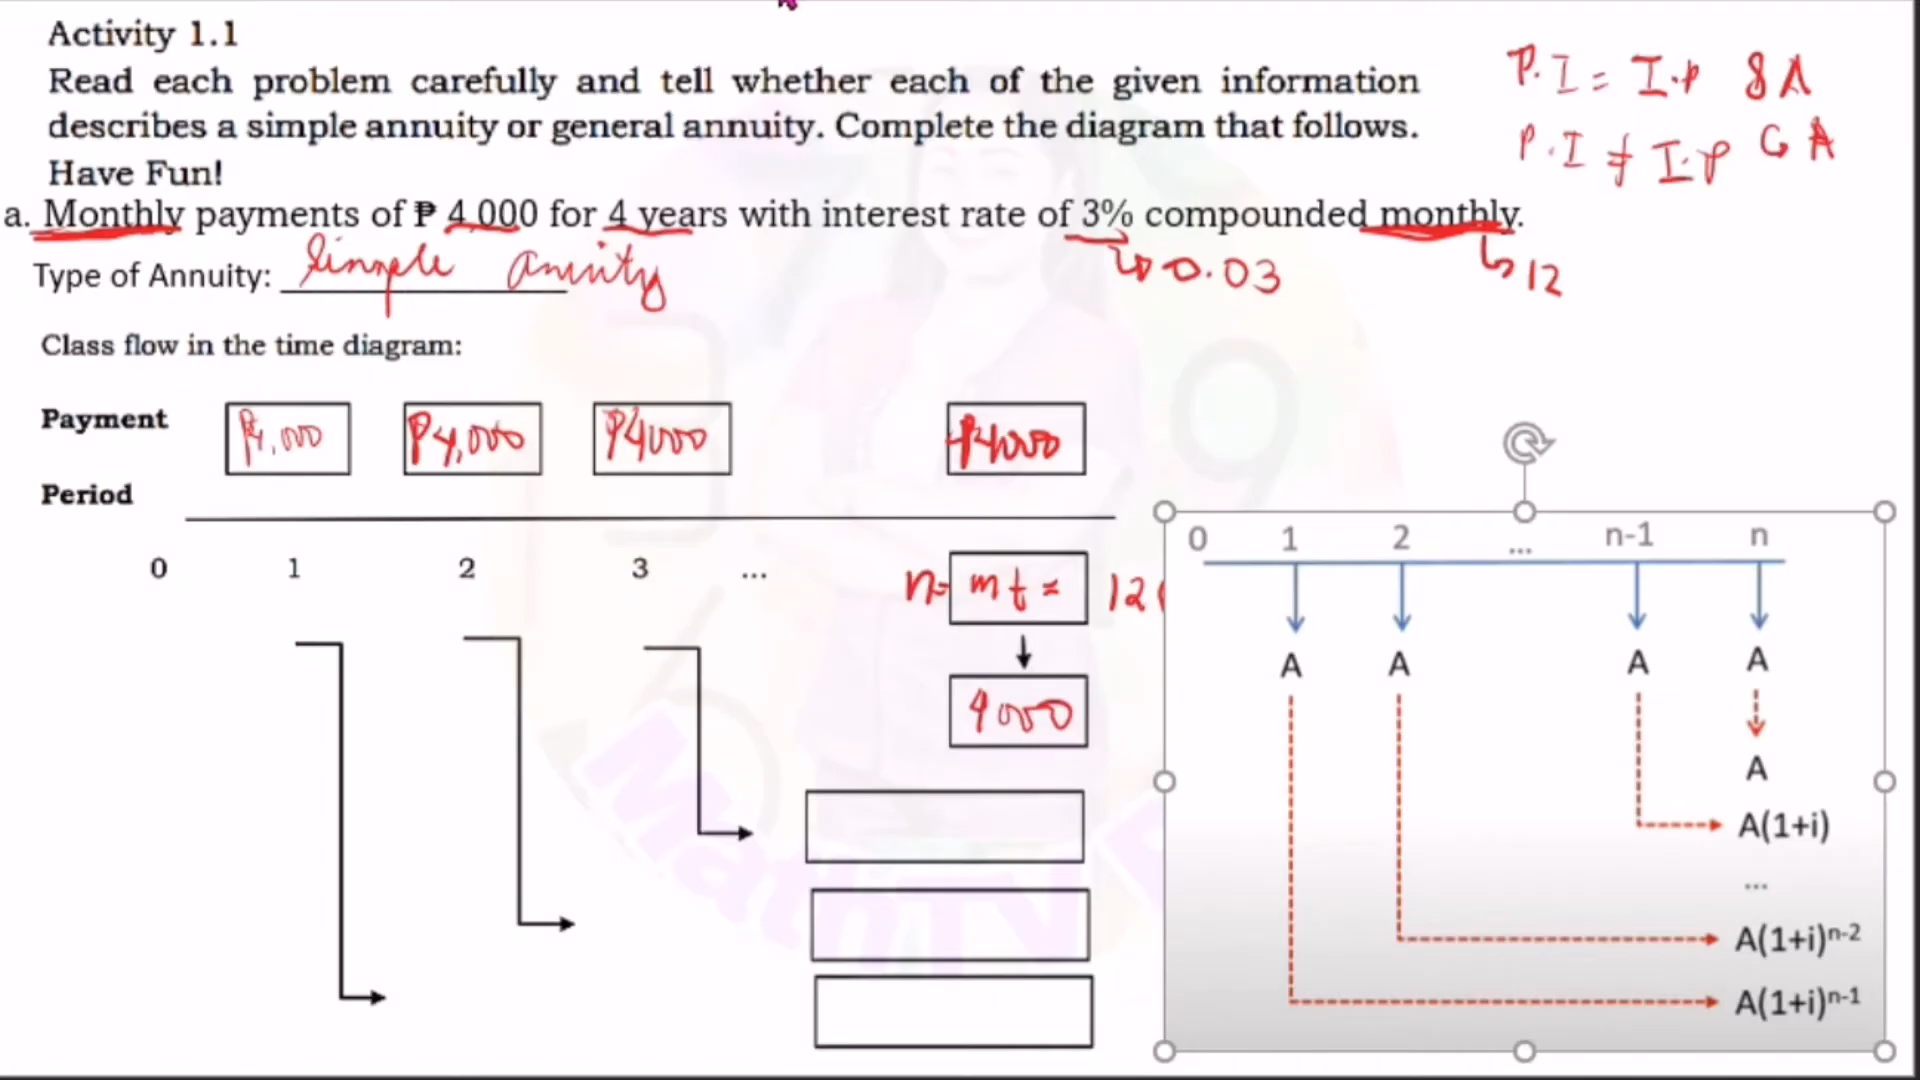 Activity 1.1
Read each problem carefully and tell whether each of the given information
describes a simple annuity or general annuity. Complete the diagram that follows.
Have Fun!
P.I = I.P SA
P.I ≠ I.P GA
a. Monthly payments of ₱ 4 000 for 4 years with interest rate of 3% compounded monthly.
0.03
12
Type of Annuity: Simple annuity
Class flow in the time diagram:
Payment ₱4,000 ₱4,000 ₱4000 ₱4000
Period
0 1 2 3 ...
n= mt = 12(
4000
0 1 2 ... n-1 n
A A A A
A
A(1+i)
...
A(1+i)ⁿ⁻²
A(1+i)ⁿ⁻¹
MathTV